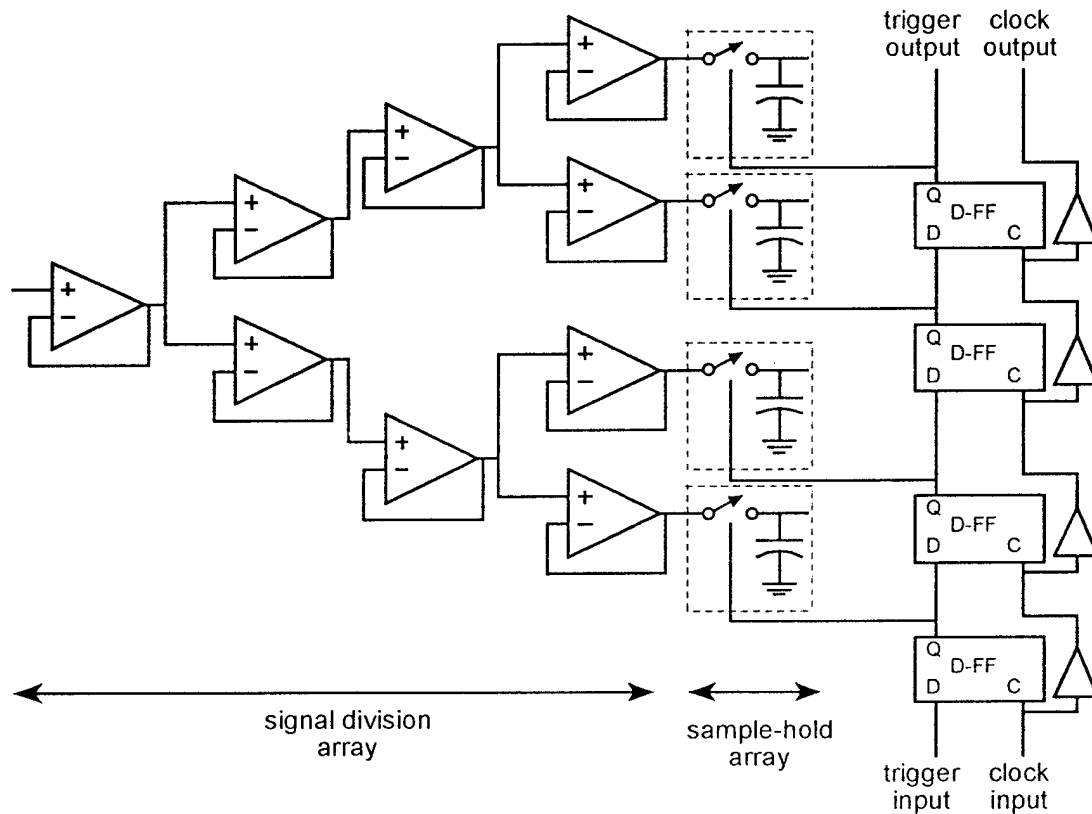 trigger output
clock output
+
−
+
−
+
−
+
−
+
−
+
−
+
−
+
−
+
−
Q
D-FF
D
C
Q
D-FF
D
C
Q
D-FF
D
C
Q
D-FF
D
C
signal division
array
sample-hold
array
trigger
input
clock
input